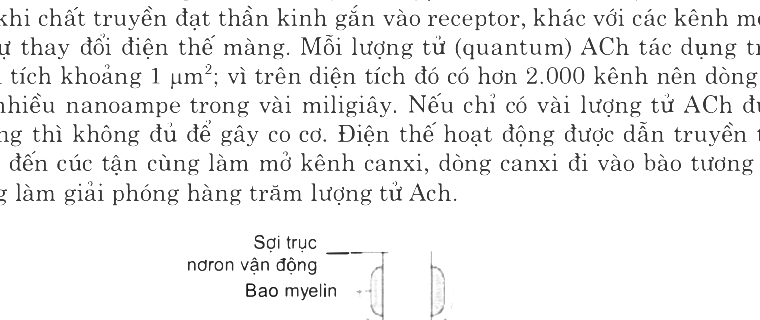 khi chất truyền đạt thần kinh gắn vào receptor, khác với các kênh
thay đổi điện thế màng. Mỗi lượng tử (quantum) ACh tác dụng
tích khoảng 1 μm²; vì trên diện tích đó có hơn 2.000 kênh nên dòng
nhiều nanoampe trong vài miligiây. Nếu chỉ có vài lượng tử ACh
thì không đủ để gây co cơ. Điện thế hoạt động được dẫn truyền
đến cúc tận cùng làm mở kênh canxi, dòng canxi đi vào bào tương
làm giải phóng hàng trăm lượng tử Ach.
Sợi trục
nơron vận động
Bao myelin